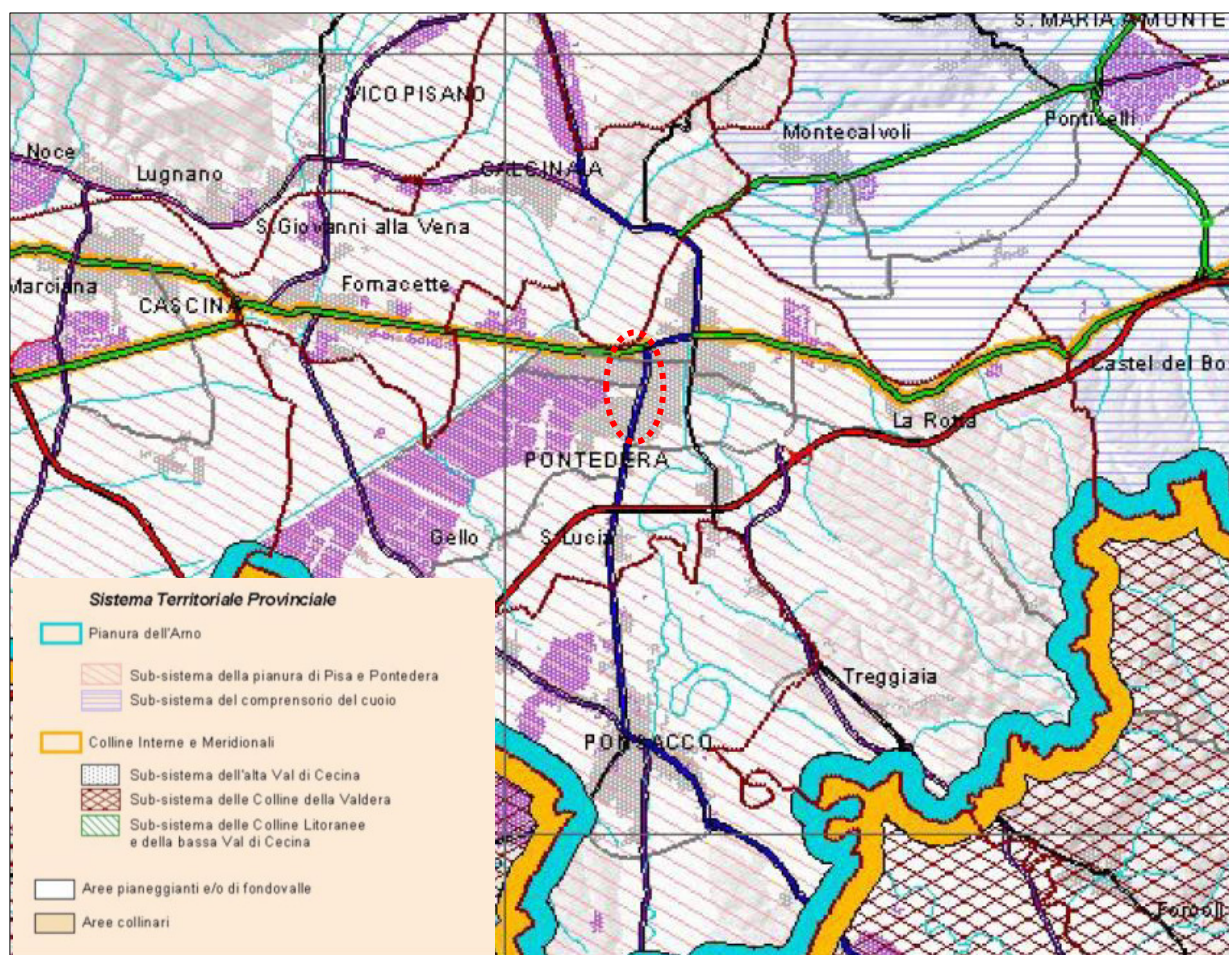 S. MARIA A MONTE
VICOPISANO
Ponticelli
Noce
Montecalvoli
Lugnano
CALCINAIA
S.Giovanni alla Vena
Marciana
Fornacette
CASCINA
Castel del Bo
La Rotta
PONTEDERA
Gello
S.Lucia
Treggiaia
PONSACCO
Forcoli
Sistema Territoriale Provinciale
Pianura dell'Arno
Sub-sistema della pianura di Pisa e Pontedera
Sub-sistema del comprensorio del cuoio
Colline Interne e Meridionali
Sub-sistema dell'alta Val di Cecina
Sub-sistema delle Colline della Valdera
Sub-sistema delle Colline Litoranee
e della bassa Val di Cecina
Aree pianeggianti e/o di fondovalle
Aree collinari